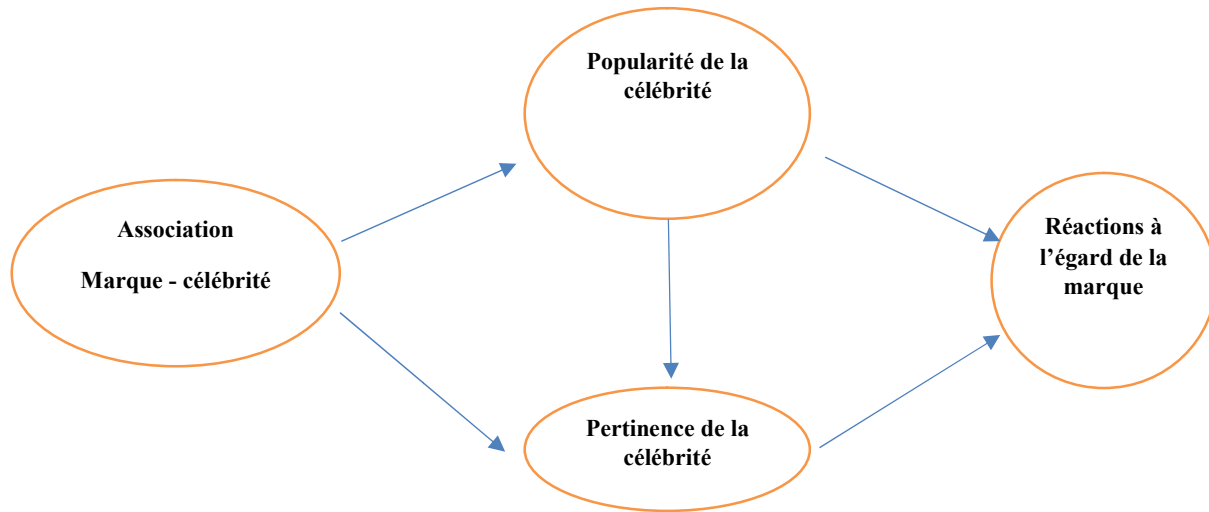 Popularité de la
célébrité
Association
Marque - célébrité
Réactions à
l'égard de la
marque
Pertinence de la
célébrité